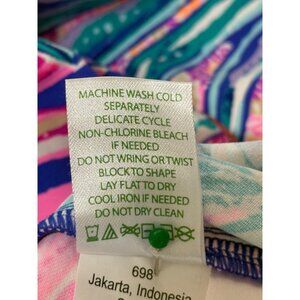 MACHINE WASH COLD
SEPARATELY
DELICATE CYCLE
NON-CHLORINE BLEACH
IF NEEDED
DO NOT WRING OR TWIST
BLOCK TO SHAPE
LAY FLAT TO DRY
COOL IRON IF NEEDED
DO NOT DRY CLEAN
698
Jakarta, Indonesia